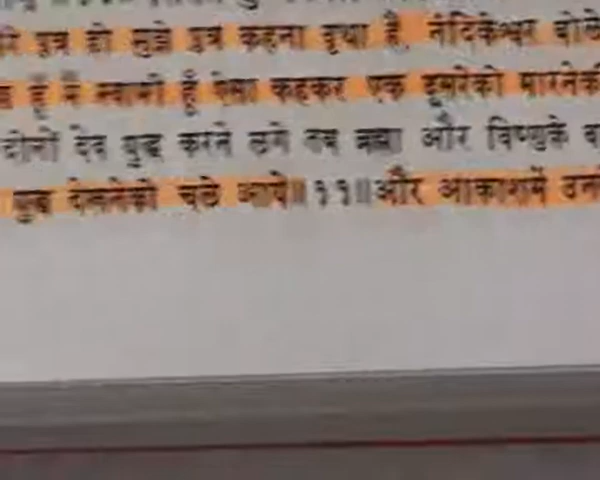 पुत्र हो मुझे पुत्र कहना वृथा है, नंदिकेश्वर बोले
हूँ मैं स्वामी हूँ ऐसा कहकर एक दूसरेको मारनेकी
दोनों देव युद्ध करने लगे तब ब्रह्मा और विष्णुके
युद्ध देखनेको चले आये॥११॥और आकाशमें